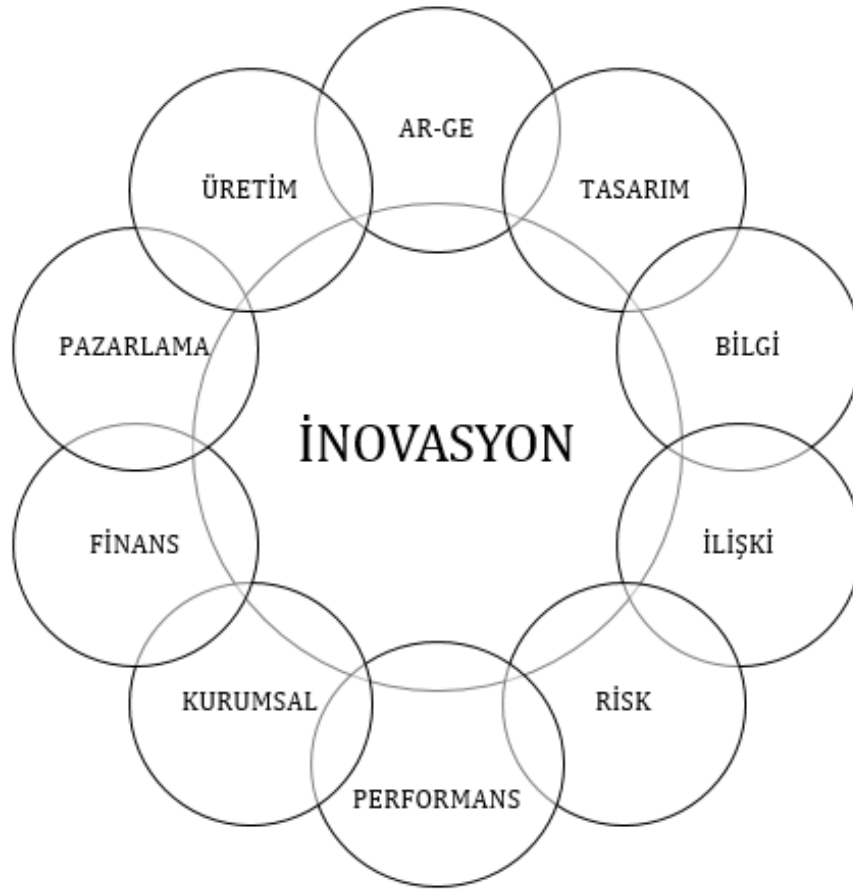 AR-GE
TASARIM
BİLGİ
İLİŞKİ
RİSK
PERFORMANS
KURUMSAL
FİNANS
PAZARLAMA
ÜRETİM
İNOVASYON